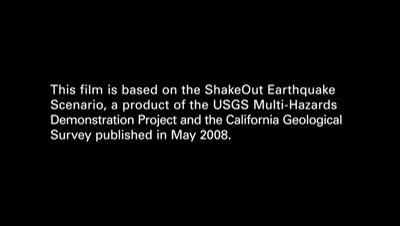 This film is based on the ShakeOut Earthquake
Scenario, a product of the USGS Multi-Hazards
Demonstration Project and the California Geological
Survey published in May 2008.